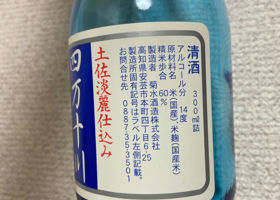 清酒 300ml詰
アルコール分 14度
原材料名 米(国産)、米麹(国産米)
精米歩合 60%
製造者 菊水酒造株式会社
高知県安芸市本町四丁目6-25
製造所固有記号はラベル左側記載。
お問合せ先 0887353501
土佐淡麗仕込み
四万十川